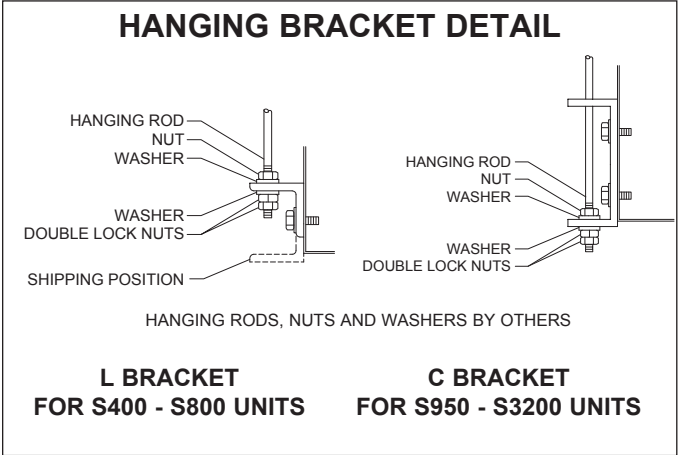 HANGING BRACKET DETAIL
HANGING ROD
NUT
WASHER
WASHER
DOUBLE LOCK NUTS
SHIPPING POSITION
HANGING ROD
NUT
WASHER
WASHER
DOUBLE LOCK NUTS
HANGING RODS, NUTS AND WASHERS BY OTHERS
L BRACKET
FOR S400 - S800 UNITS
C BRACKET
FOR S950 - S3200 UNITS